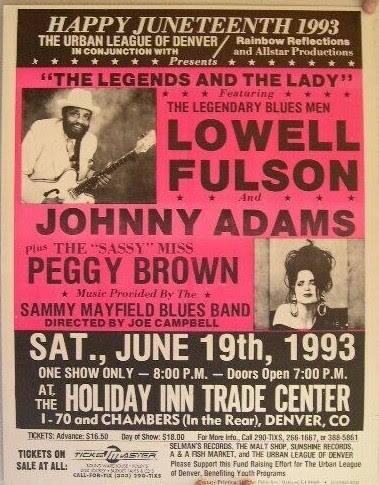 HAPPY JUNETEENTH 1993
THE URBAN LEAGUE OF DENVER
IN CONJUNCTION WITH
Rainbow Reflections
and Allstar Productions
Presents
"THE LEGENDS AND THE LADY"
Featuring
THE LEGENDARY BLUES MEN
LOWELL
FULSON
And
JOHNNY ADAMS
plus THE "SASSY" MISS
PEGGY BROWN
Music Provided By The
SAMMY MAYFIELD BLUES BAND
DIRECTED BY JOE CAMPBELL
SAT., JUNE 19th, 1993
ONE SHOW ONLY — 8:00 P.M. — Doors Open 7:00 P.M.
AT THE HOLIDAY INN TRADE CENTER
I-70 and CHAMBERS (In the Rear), DENVER, CO
TICKETS: Advance: $16.50 Day of Show: $18.00 For More Info, Call 290-TIXS, 266-1667, or 388-5861
TICKETS ON
SALE AT ALL:
TICKETMASTER
CALL-FOR-TIX (303) 290-TIXS
SELMAN'S RECORDS, THE MALT SHOP, SUNSHINE RECORDS,
A & A FISH MARKET, and THE URBAN LEAGUE OF DENVER
Please Support this Fund Raising Effort for The Urban League
of Denver, Benefiting Youth Programs